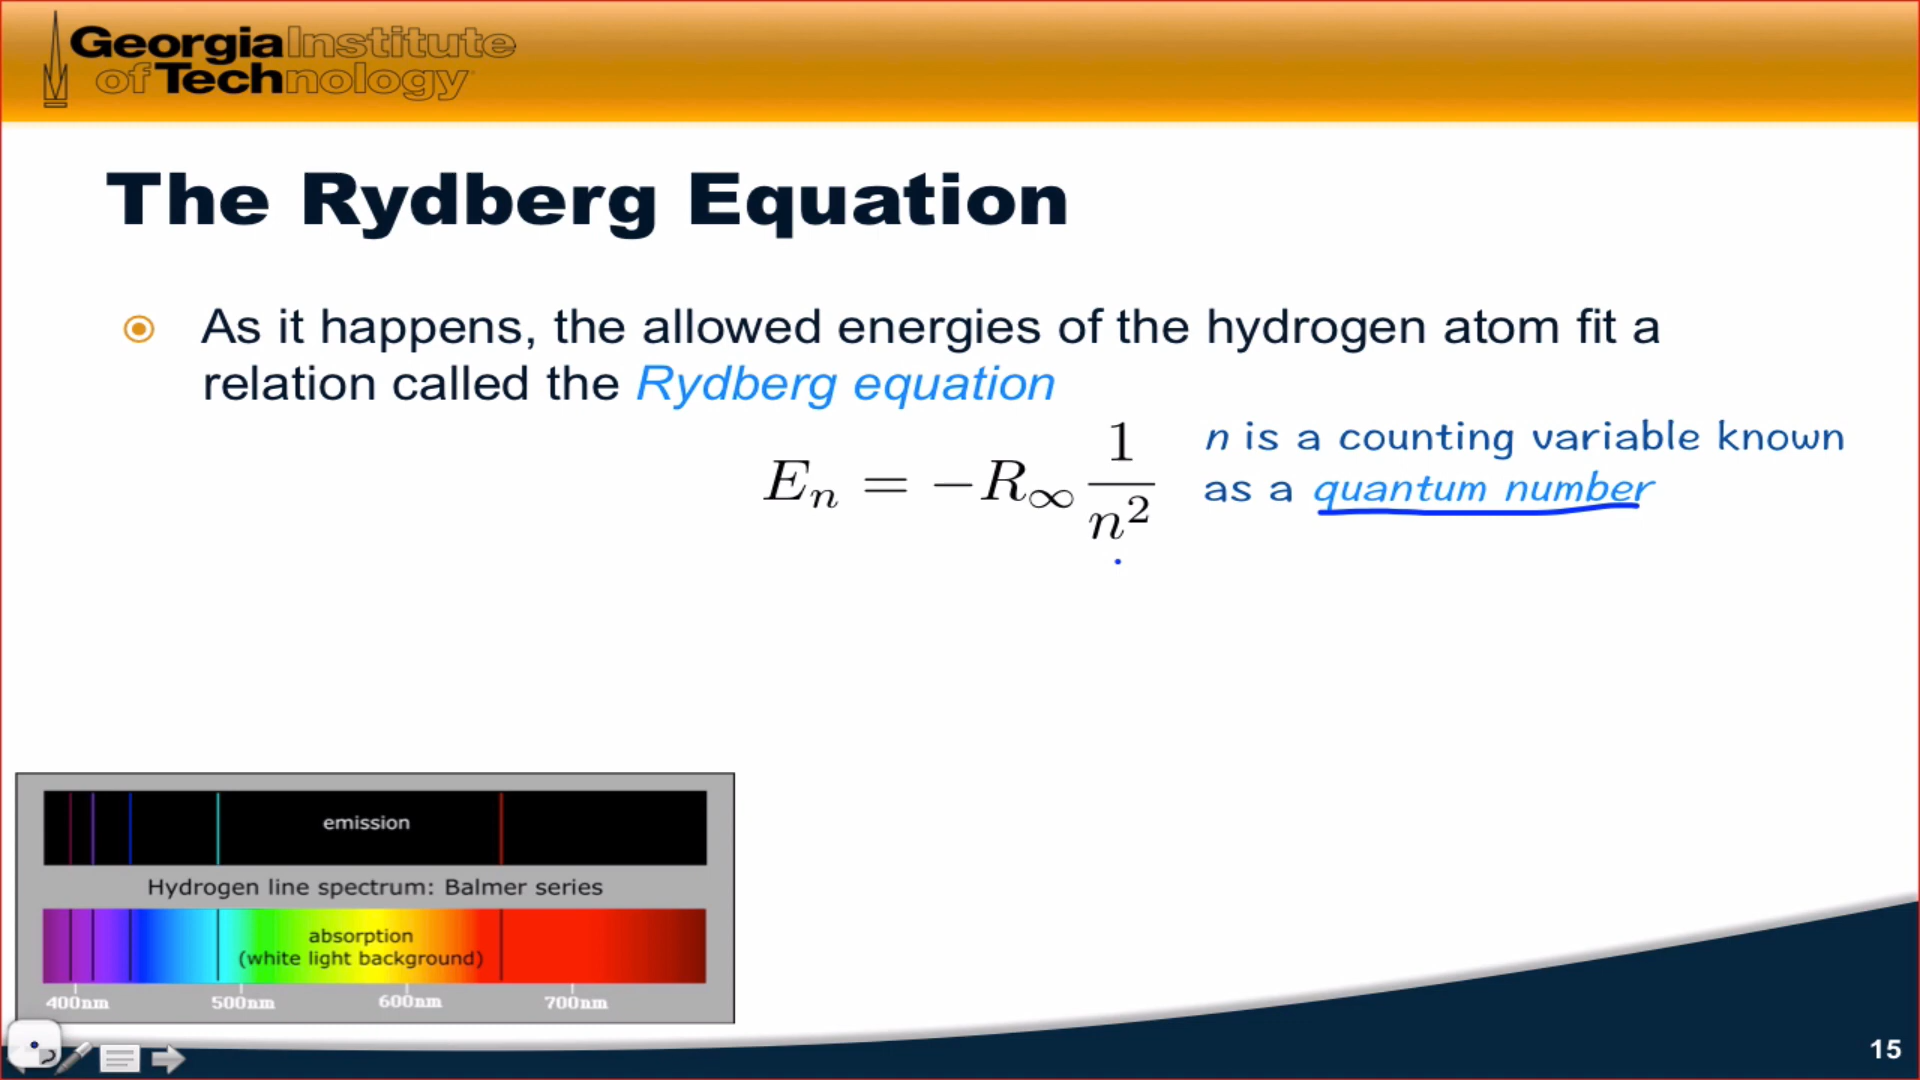 Georgia Institute
of Technology
The Rydberg Equation
As it happens, the allowed energies of the hydrogen atom fit a
relation called the Rydberg equation
Eₙ = −R∞ 1/n²
n is a counting variable known
as a quantum number
emission
Hydrogen line spectrum: Balmer series
absorption
(white light background)
400nm 500nm 600nm 700nm
15